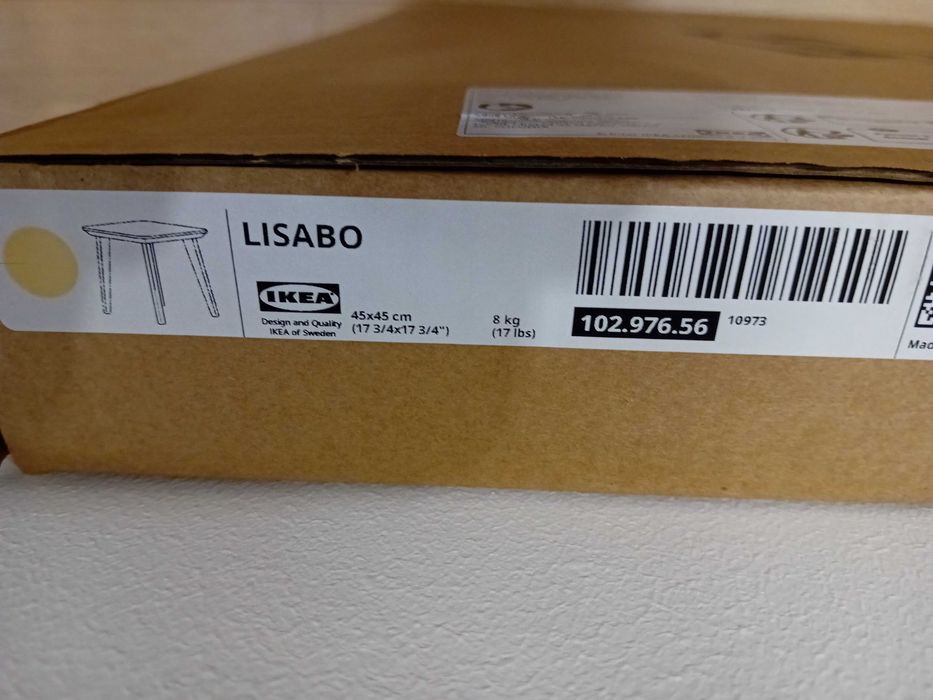 LISABO
IKEA
Design and Quality
IKEA of Sweden
45x45 cm
(17 3/4x17 3/4")
8 kg
(17 lbs)
102.976.56
10973
Mad